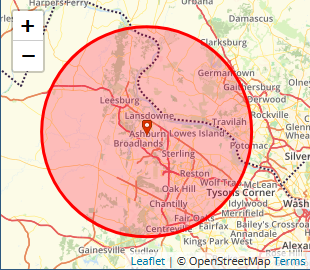 Harpers Ferry
Damascus
+
−
Urbana
Clarksburg
Germantown
Gaithersburg
Leesburg
Derwood
Lansdowne
Rockville
Travilah
Ashburn
Lowes Island
Broadlands
Potomac
Sterling
Silver
Reston
Wolf Trap
McLean
Oak Hill
Tysons Corner
Chantilly
Idylwood
Wash
Merrifield
Fair Oaks
Bailey's Crossroads
Centreville
Fairfax
Annandale
Kings Park West
Alexa
Gainesville
Sudley
Leaflet | © OpenStreetMap Terms